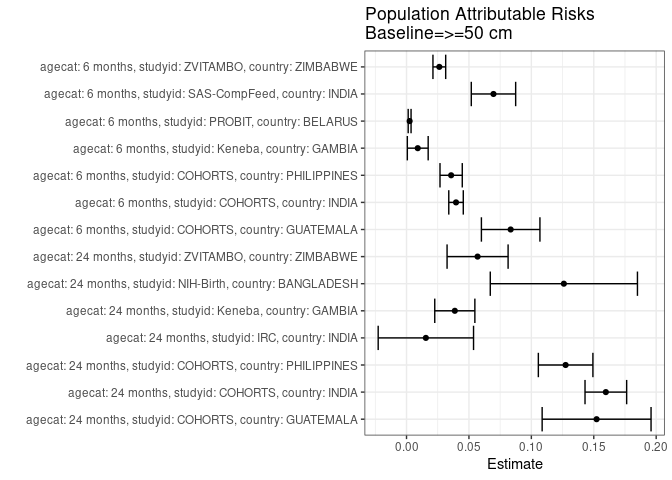 Population Attributable Risks
Baseline=>=50 cm
agecat: 6 months, studyid: ZVITAMBO, country: ZIMBABWE
agecat: 6 months, studyid: SAS-CompFeed, country: INDIA
agecat: 6 months, studyid: PROBIT, country: BELARUS
agecat: 6 months, studyid: Keneba, country: GAMBIA
agecat: 6 months, studyid: COHORTS, country: PHILIPPINES
agecat: 6 months, studyid: COHORTS, country: INDIA
agecat: 6 months, studyid: COHORTS, country: GUATEMALA
agecat: 24 months, studyid: ZVITAMBO, country: ZIMBABWE
agecat: 24 months, studyid: NIH-Birth, country: BANGLADESH
agecat: 24 months, studyid: Keneba, country: GAMBIA
agecat: 24 months, studyid: IRC, country: INDIA
agecat: 24 months, studyid: COHORTS, country: PHILIPPINES
agecat: 24 months, studyid: COHORTS, country: INDIA
agecat: 24 months, studyid: COHORTS, country: GUATEMALA
0.00 0.05 0.10 0.15 0.20
Estimate